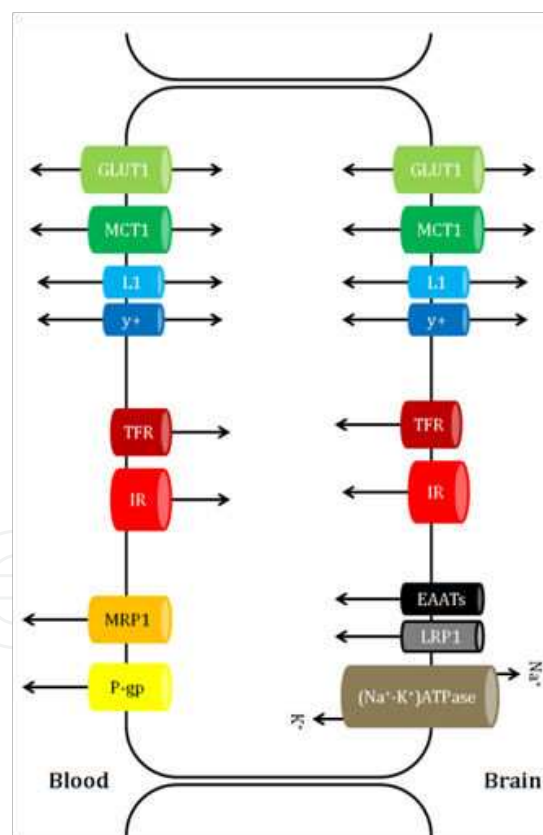 GLUT1 GLUT1
MCT1 MCT1
L1 L1
y+ y+
TFR TFR
IR IR
EAATs
MRP1
LRP1
P-gp
(Na⁺-K⁺)ATPase
Na⁺
K⁺
Blood Brain